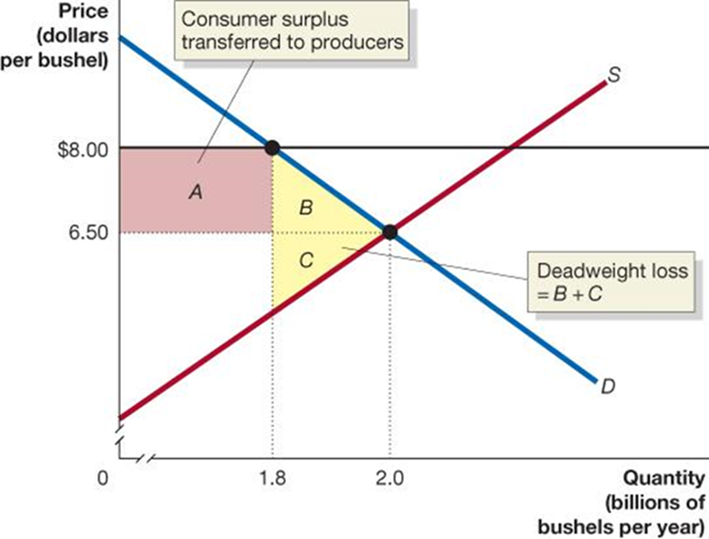 Price
(dollars
per bushel)
Consumer surplus
transferred to producers
S
$8.00
A
B
6.50
C
Deadweight loss
= B + C
D
0
1.8
2.0
Quantity
(billions of
bushels per year)